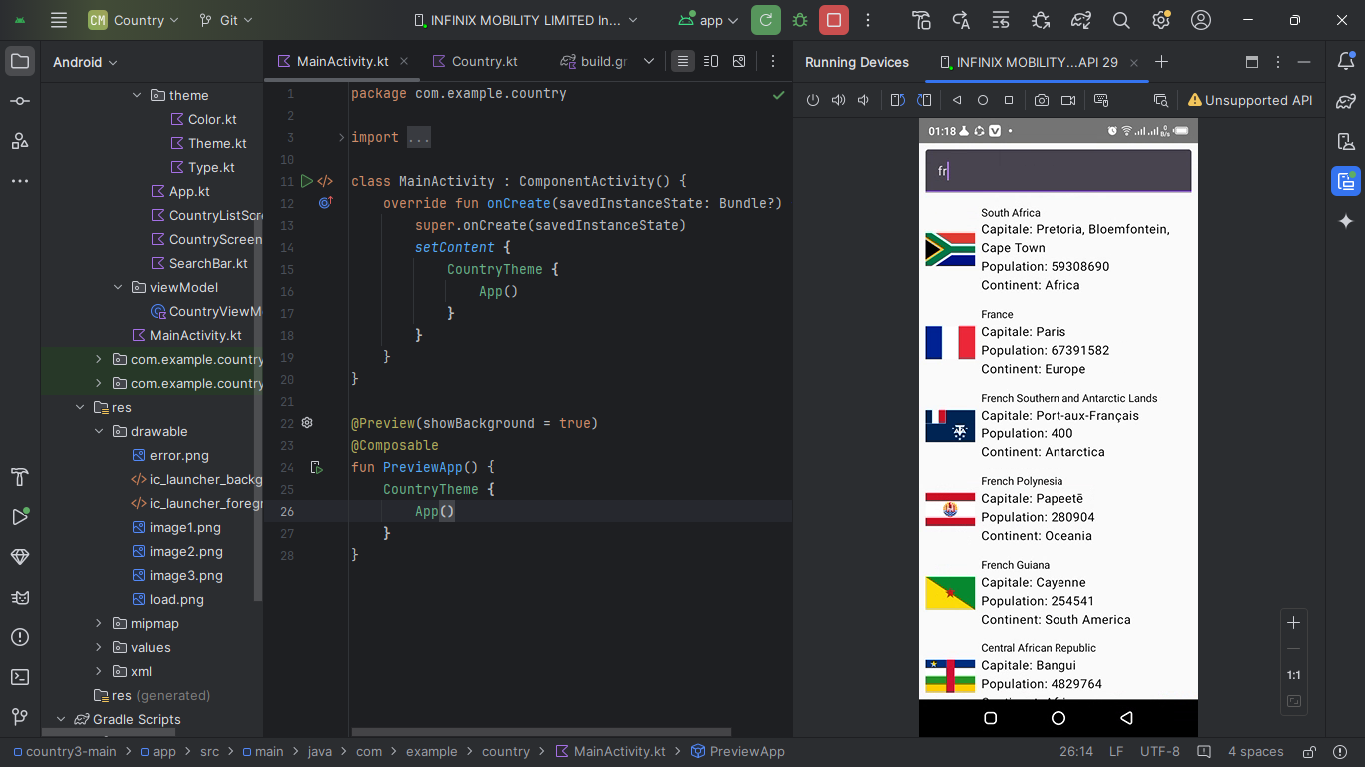 CM Country
Git
INFINIX MOBILITY LIMITED In...
app
Android
MainActivity.kt
Country.kt
build.gr
Running Devices
INFINIX MOBILITY...API 29
theme
Color.kt
Theme.kt
Type.kt
App.kt
CountryListScre
CountryScreen
SearchBar.kt
viewModel
CountryViewM
MainActivity.kt
com.example.country
com.example.country
res
drawable
error.png
ic_launcher_backg
ic_launcher_foregr
image1.png
image2.png
image3.png
load.png
mipmap
values
xml
res (generated)
Gradle Scripts
1 package com.example.country
2
3 import ...
10
11 class MainActivity : ComponentActivity() {
12 override fun onCreate(savedInstanceState: Bundle?)
13 super.onCreate(savedInstanceState)
14 setContent {
15 CountryTheme {
16 App()
17 }
18 }
19 }
20 }
21
22 @Preview(showBackground = true)
23 @Composable
24 fun PreviewApp() {
25 CountryTheme {
26 App()
27 }
28 }
Unsupported API
01:18
fr
South Africa
Capitale: Pretoria, Bloemfontein,
Cape Town
Population: 59308690
Continent: Africa
France
Capitale: Paris
Population: 67391582
Continent: Europe
French Southern and Antarctic Lands
Capitale: Port-aux-Français
Population: 400
Continent: Antarctica
French Polynesia
Capitale: Papeetē
Population: 280904
Continent: Oceania
French Guiana
Capitale: Cayenne
Population: 254541
Continent: South America
Central African Republic
Capitale: Bangui
Population: 4829764
1:1
country3-main > app > src > main > java > com > example > country > MainActivity.kt > PreviewApp
26:14 LF UTF-8 4 spaces